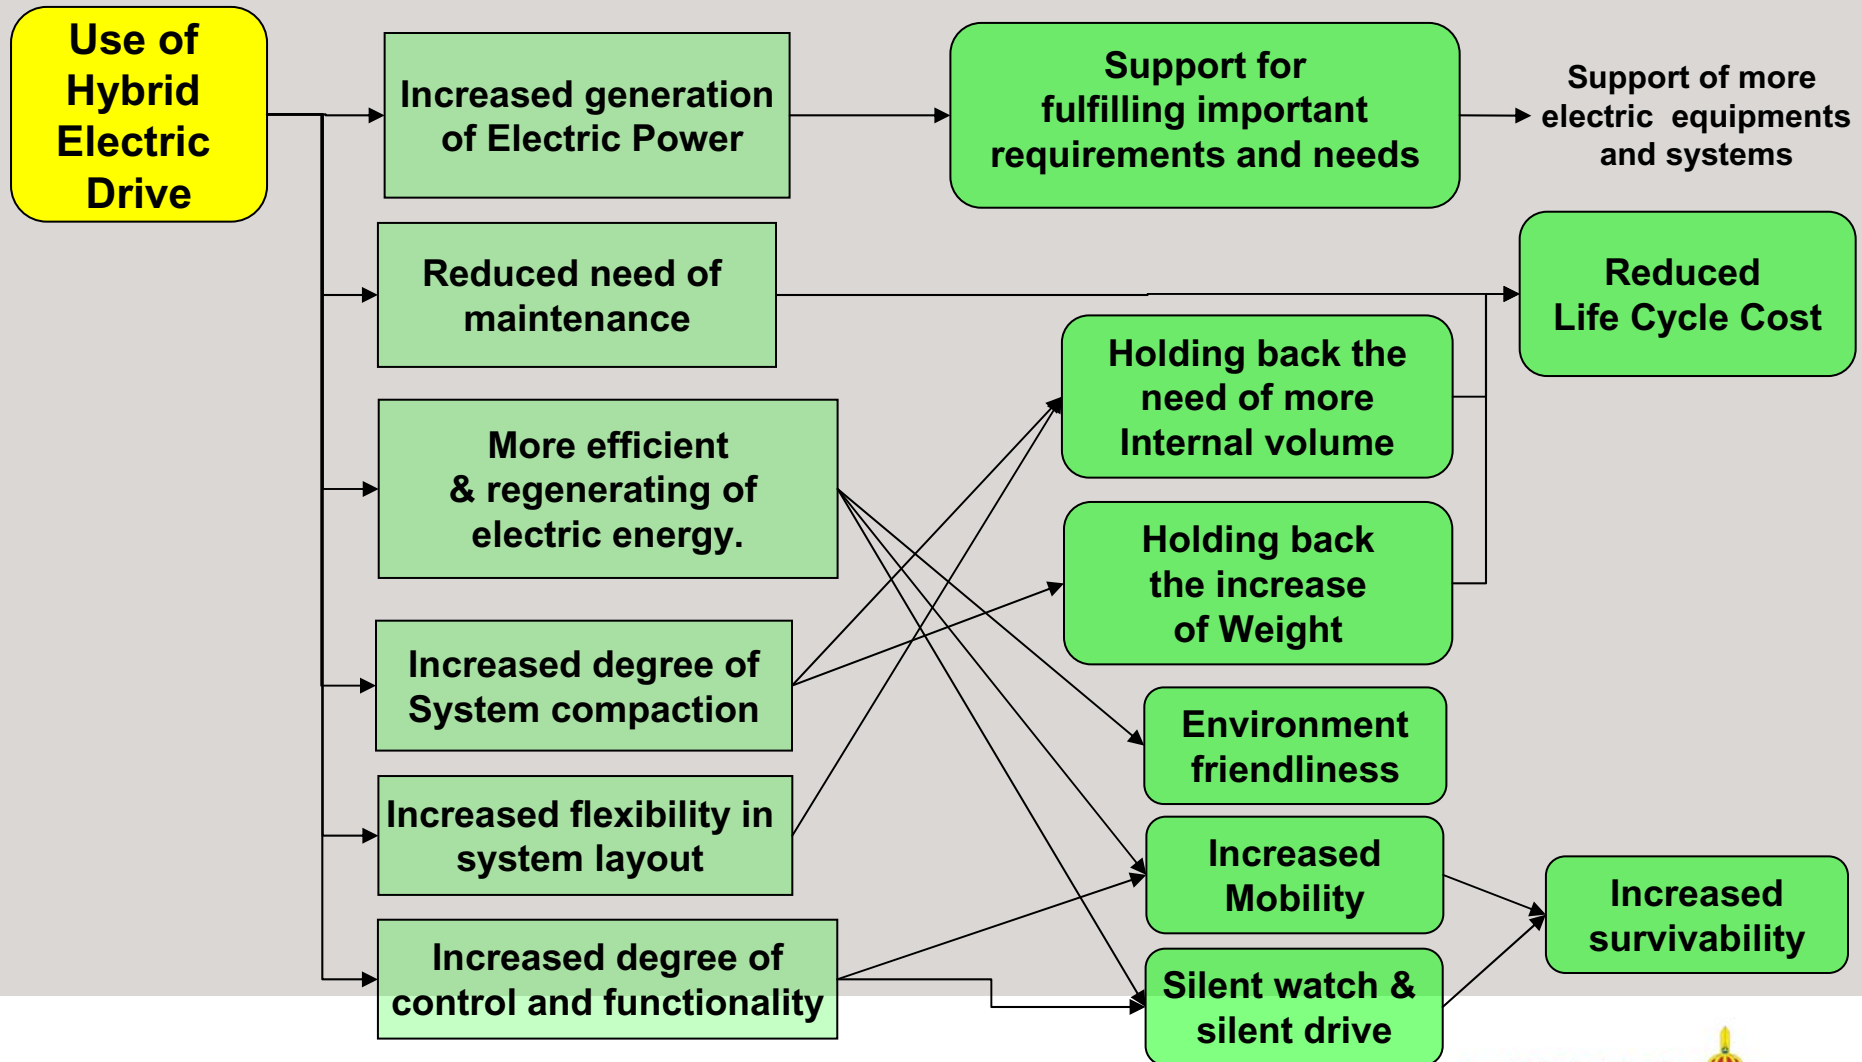 Use of
Hybrid
Electric
Drive
Increased generation
of Electric Power
Support for
fulfilling important
requirements and needs
Support of more
electric equipments
and systems
Reduced need of
maintenance
Reduced
Life Cycle Cost
Holding back the
need of more
Internal volume
More efficient
& regenerating of
electric energy.
Holding back
the increase
of Weight
Increased degree of
System compaction
Environment
friendliness
Increased flexibility in
system layout
Increased
Mobility
Increased
survivability
Increased degree of
control and functionality
Silent watch &
silent drive